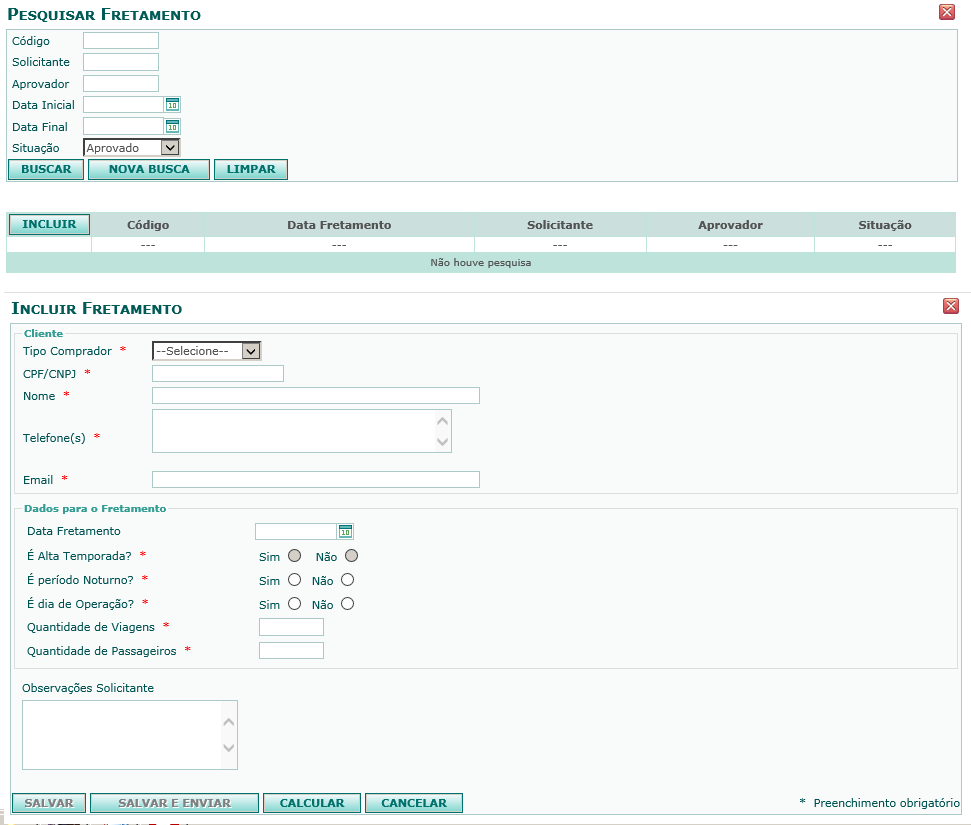 PESQUISAR FRETAMENTO
Código
Solicitante
Aprovador
Data Inicial 10
Data Final 10
Situação Aprovado
BUSCAR NOVA BUSCA LIMPAR
INCLUIR Código Data Fretamento Solicitante Aprovador Situação
--- --- --- --- ---
Não houve pesquisa
INCLUIR FRETAMENTO
Cliente
Tipo Comprador * --Selecione--
CPF/CNPJ *
Nome *
Telefone(s) *
Email *
Dados para o Fretamento
Data Fretamento 10
É Alta Temporada? * Sim Não
É período Noturno? * Sim Não
É dia de Operação? * Sim Não
Quantidade de Viagens *
Quantidade de Passageiros *
Observações Solicitante
SALVAR SALVAR E ENVIAR CALCULAR CANCELAR * Preenchimento obrigatório